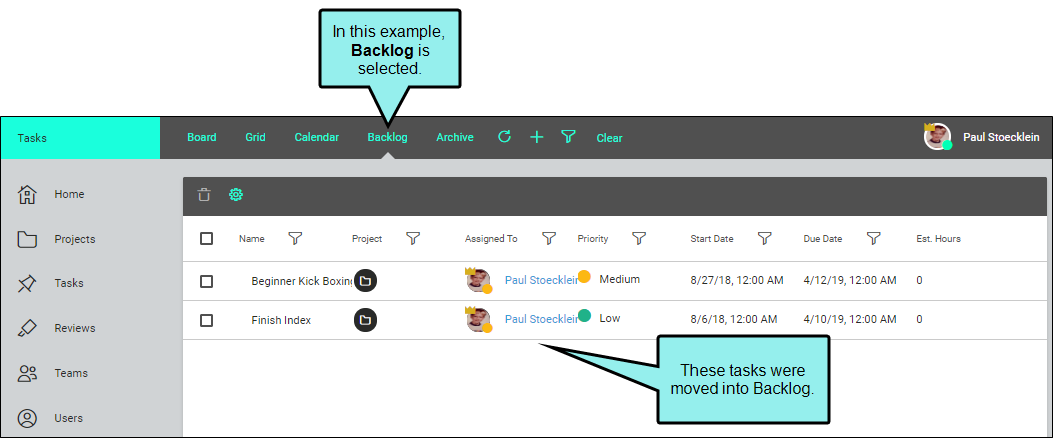 In this example,
Backlog is
selected.
Tasks Board Grid Calendar Backlog Archive Clear Paul Stoecklein
Home
Projects
Tasks
Reviews
Teams
Users
Name Project Assigned To Priority Start Date Due Date Est. Hours
Beginner Kick Boxing Paul Stoecklein Medium 8/27/18, 12:00 AM 4/12/19, 12:00 AM 0
Finish Index Paul Stoecklein Low 8/6/18, 12:00 AM 4/10/19, 12:00 AM 0
These tasks were
moved into Backlog.